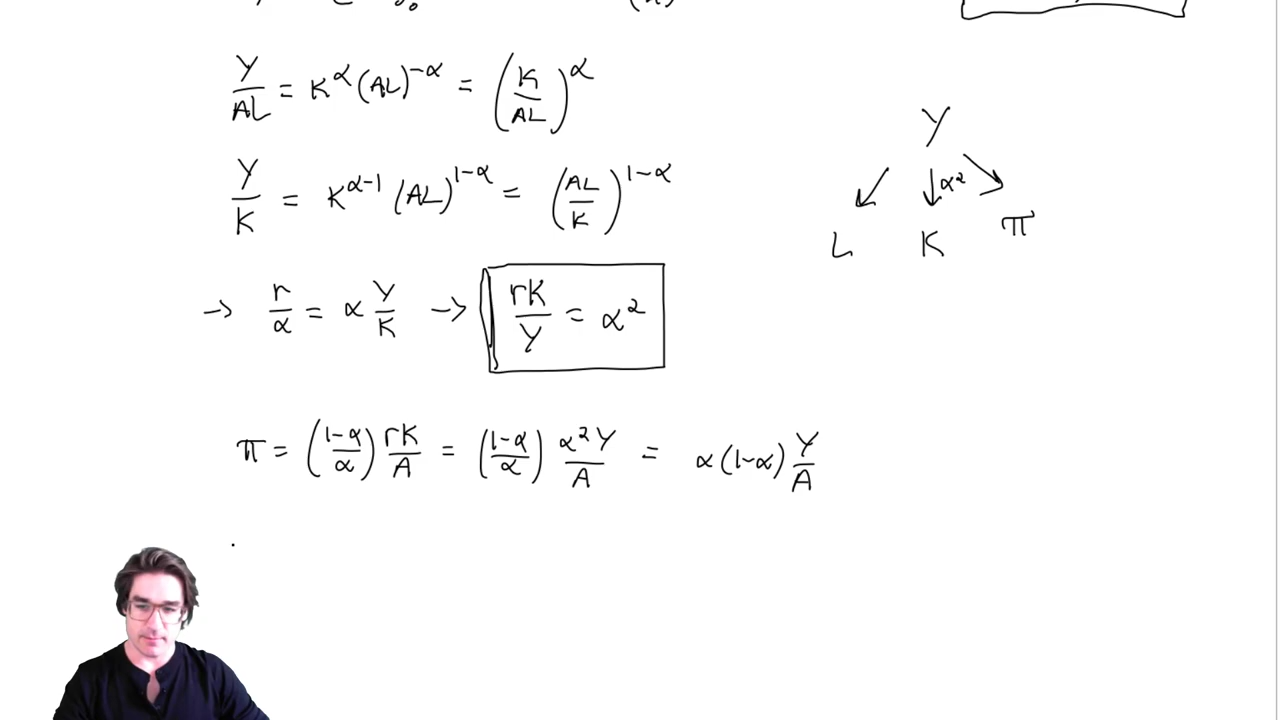 Y/AL = K^α (AL)^-α = (K/AL)^α
Y
Y/K = K^α-1 (AL)^1-α = (AL/K)^1-α
α²
L K π
→ r/α = α Y/K → rK/Y = α²
π = (1-α/α) rK/A = (1-α/α) α²Y/A = α(1-α) Y/A